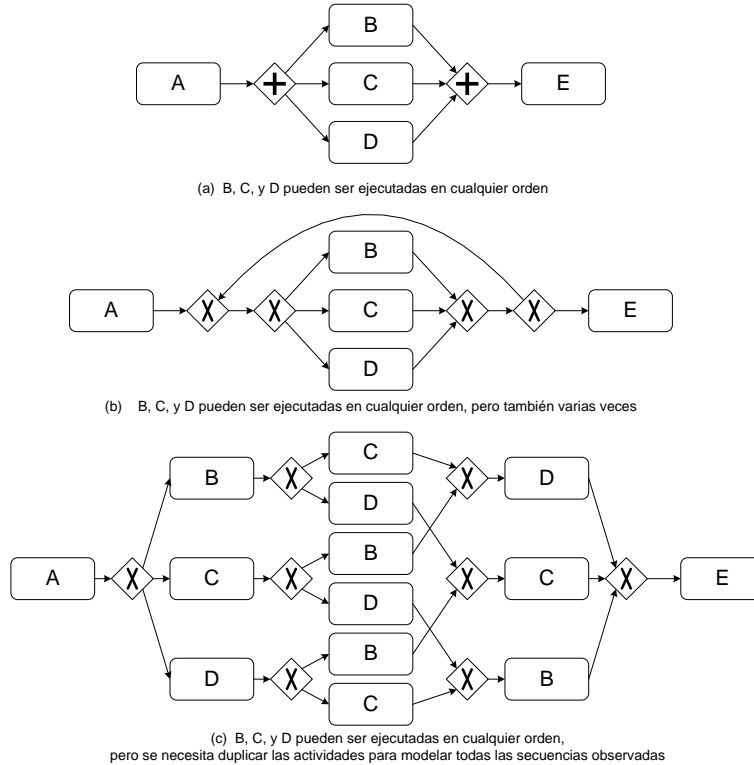 B
A
C
E
D
(a) B, C, y D pueden ser ejecutadas en cualquier orden
B
A
X
X
C
X
X
E
D
(b) B, C, y D pueden ser ejecutadas en cualquier orden, pero también varias veces
C
B
X
X
D
D
B
A
X
C
X
X
C
X
E
D
B
D
X
X
B
C
(c) B, C, y D pueden ser ejecutadas en cualquier orden,
pero se necesita duplicar las actividades para modelar todas las secuencias observadas